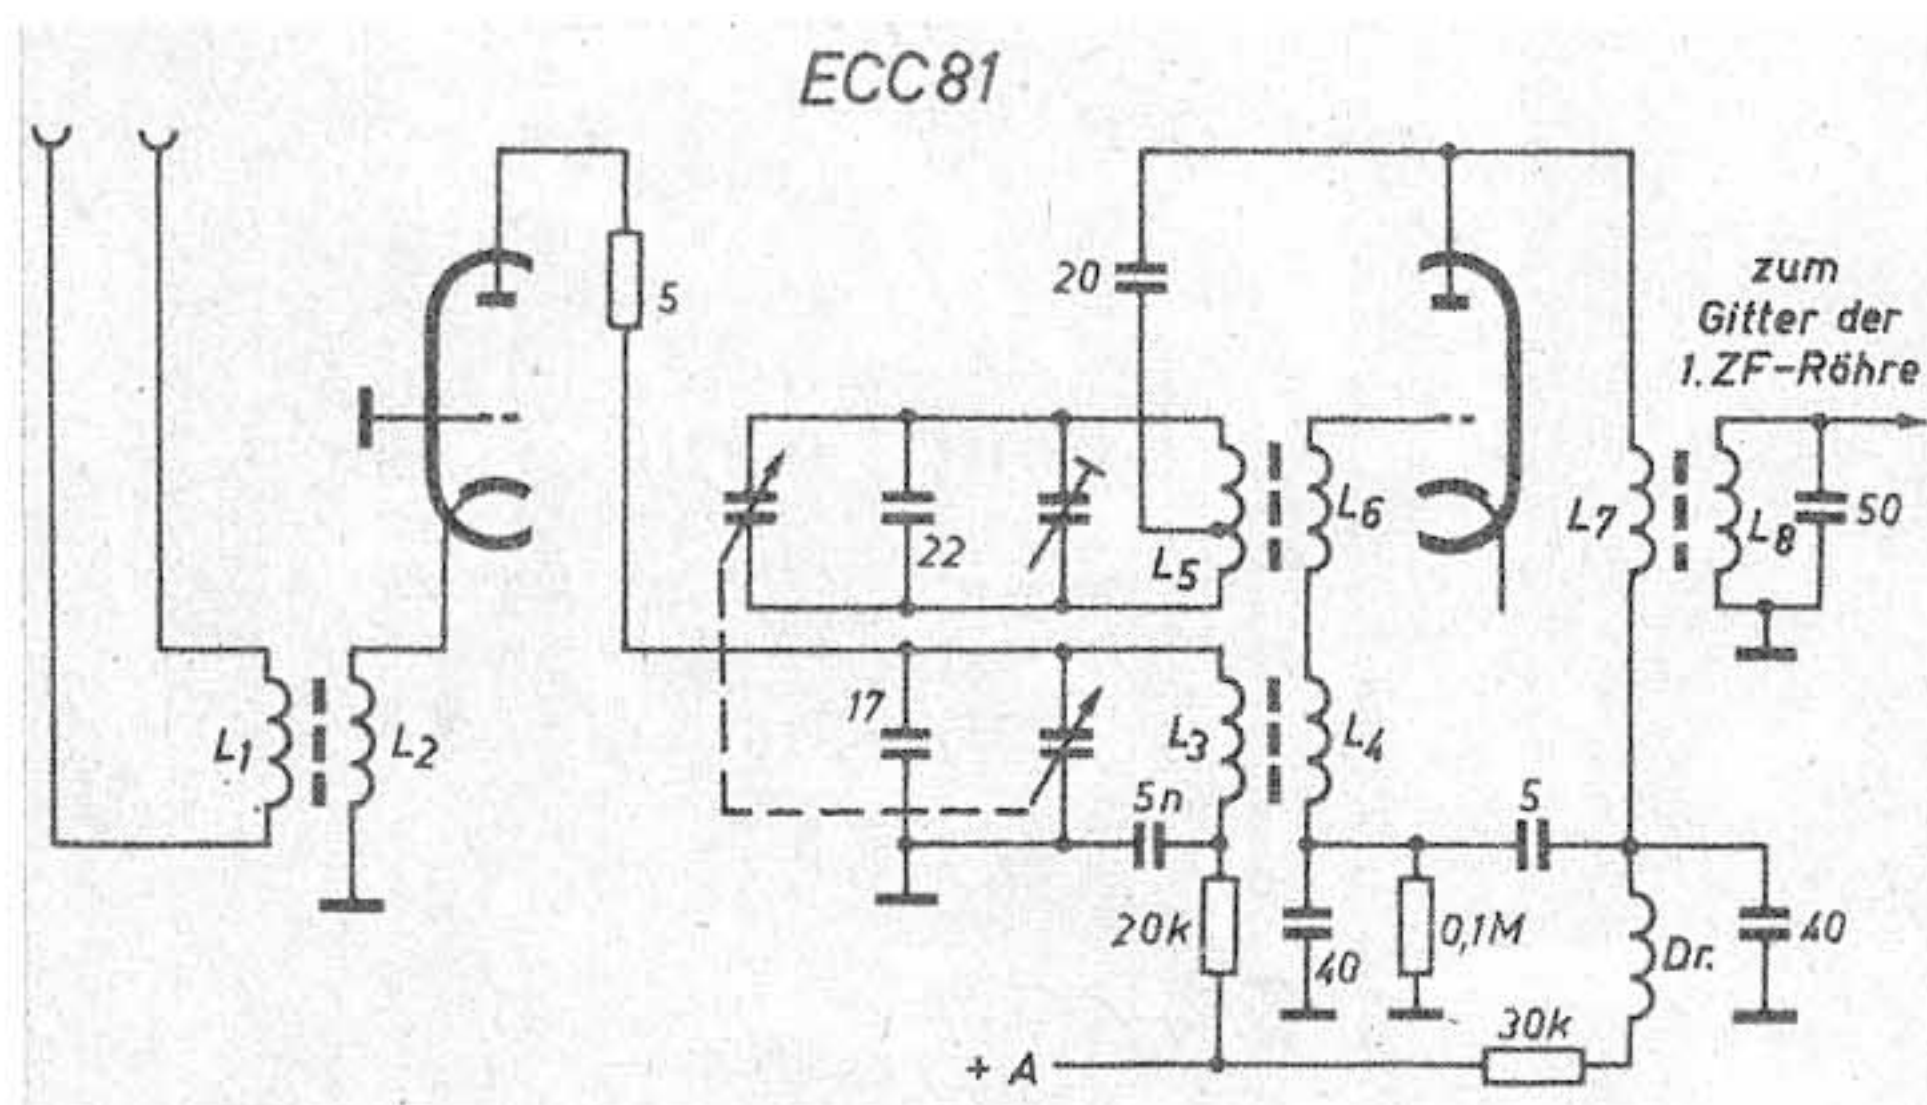 ECC81
5
20
zum
Gitter der
1. ZF-Röhre
22
L5
L6
L7
L8
50
L1
L2
17
L3
L4
5n
5
20k
40
0,1M
Dr.
40
30k
+ A